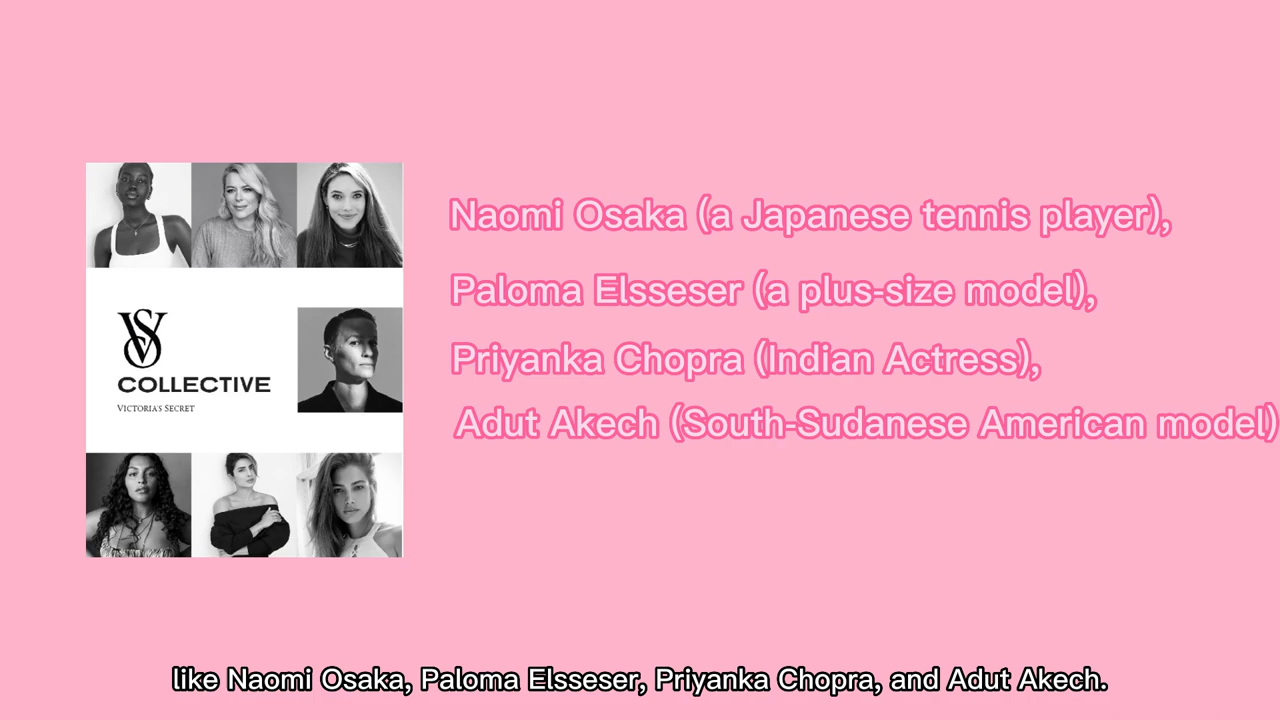 VS
COLLECTIVE
VICTORIA'S SECRET
Naomi Osaka (a Japanese tennis player),
Paloma Elsseser (a plus-size model),
Priyanka Chopra (Indian Actress),
Adut Akech (South-Sudanese American model)
like Naomi Osaka, Paloma Elsseser, Priyanka Chopra, and Adut Akech.